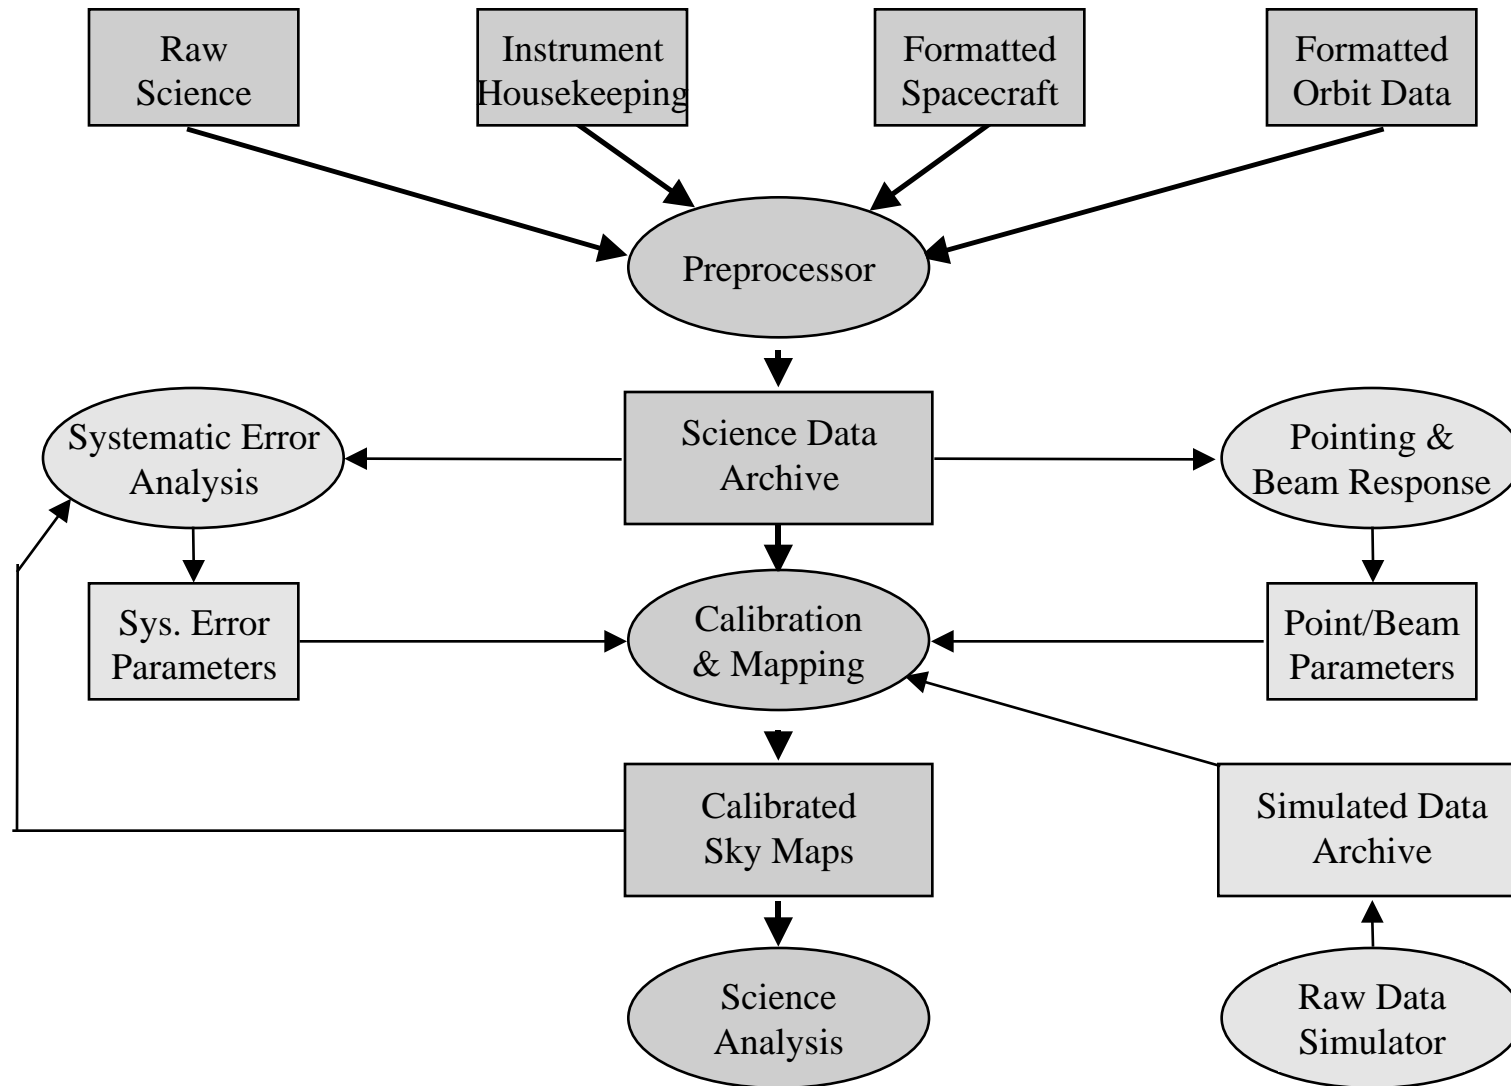 Raw
Science
Instrument
Housekeeping
Formatted
Spacecraft
Formatted
Orbit Data
Preprocessor
Systematic Error
Analysis
Science Data
Archive
Pointing &
Beam Response
Sys. Error
Parameters
Calibration
& Mapping
Point/Beam
Parameters
Calibrated
Sky Maps
Simulated Data
Archive
Science
Analysis
Raw Data
Simulator